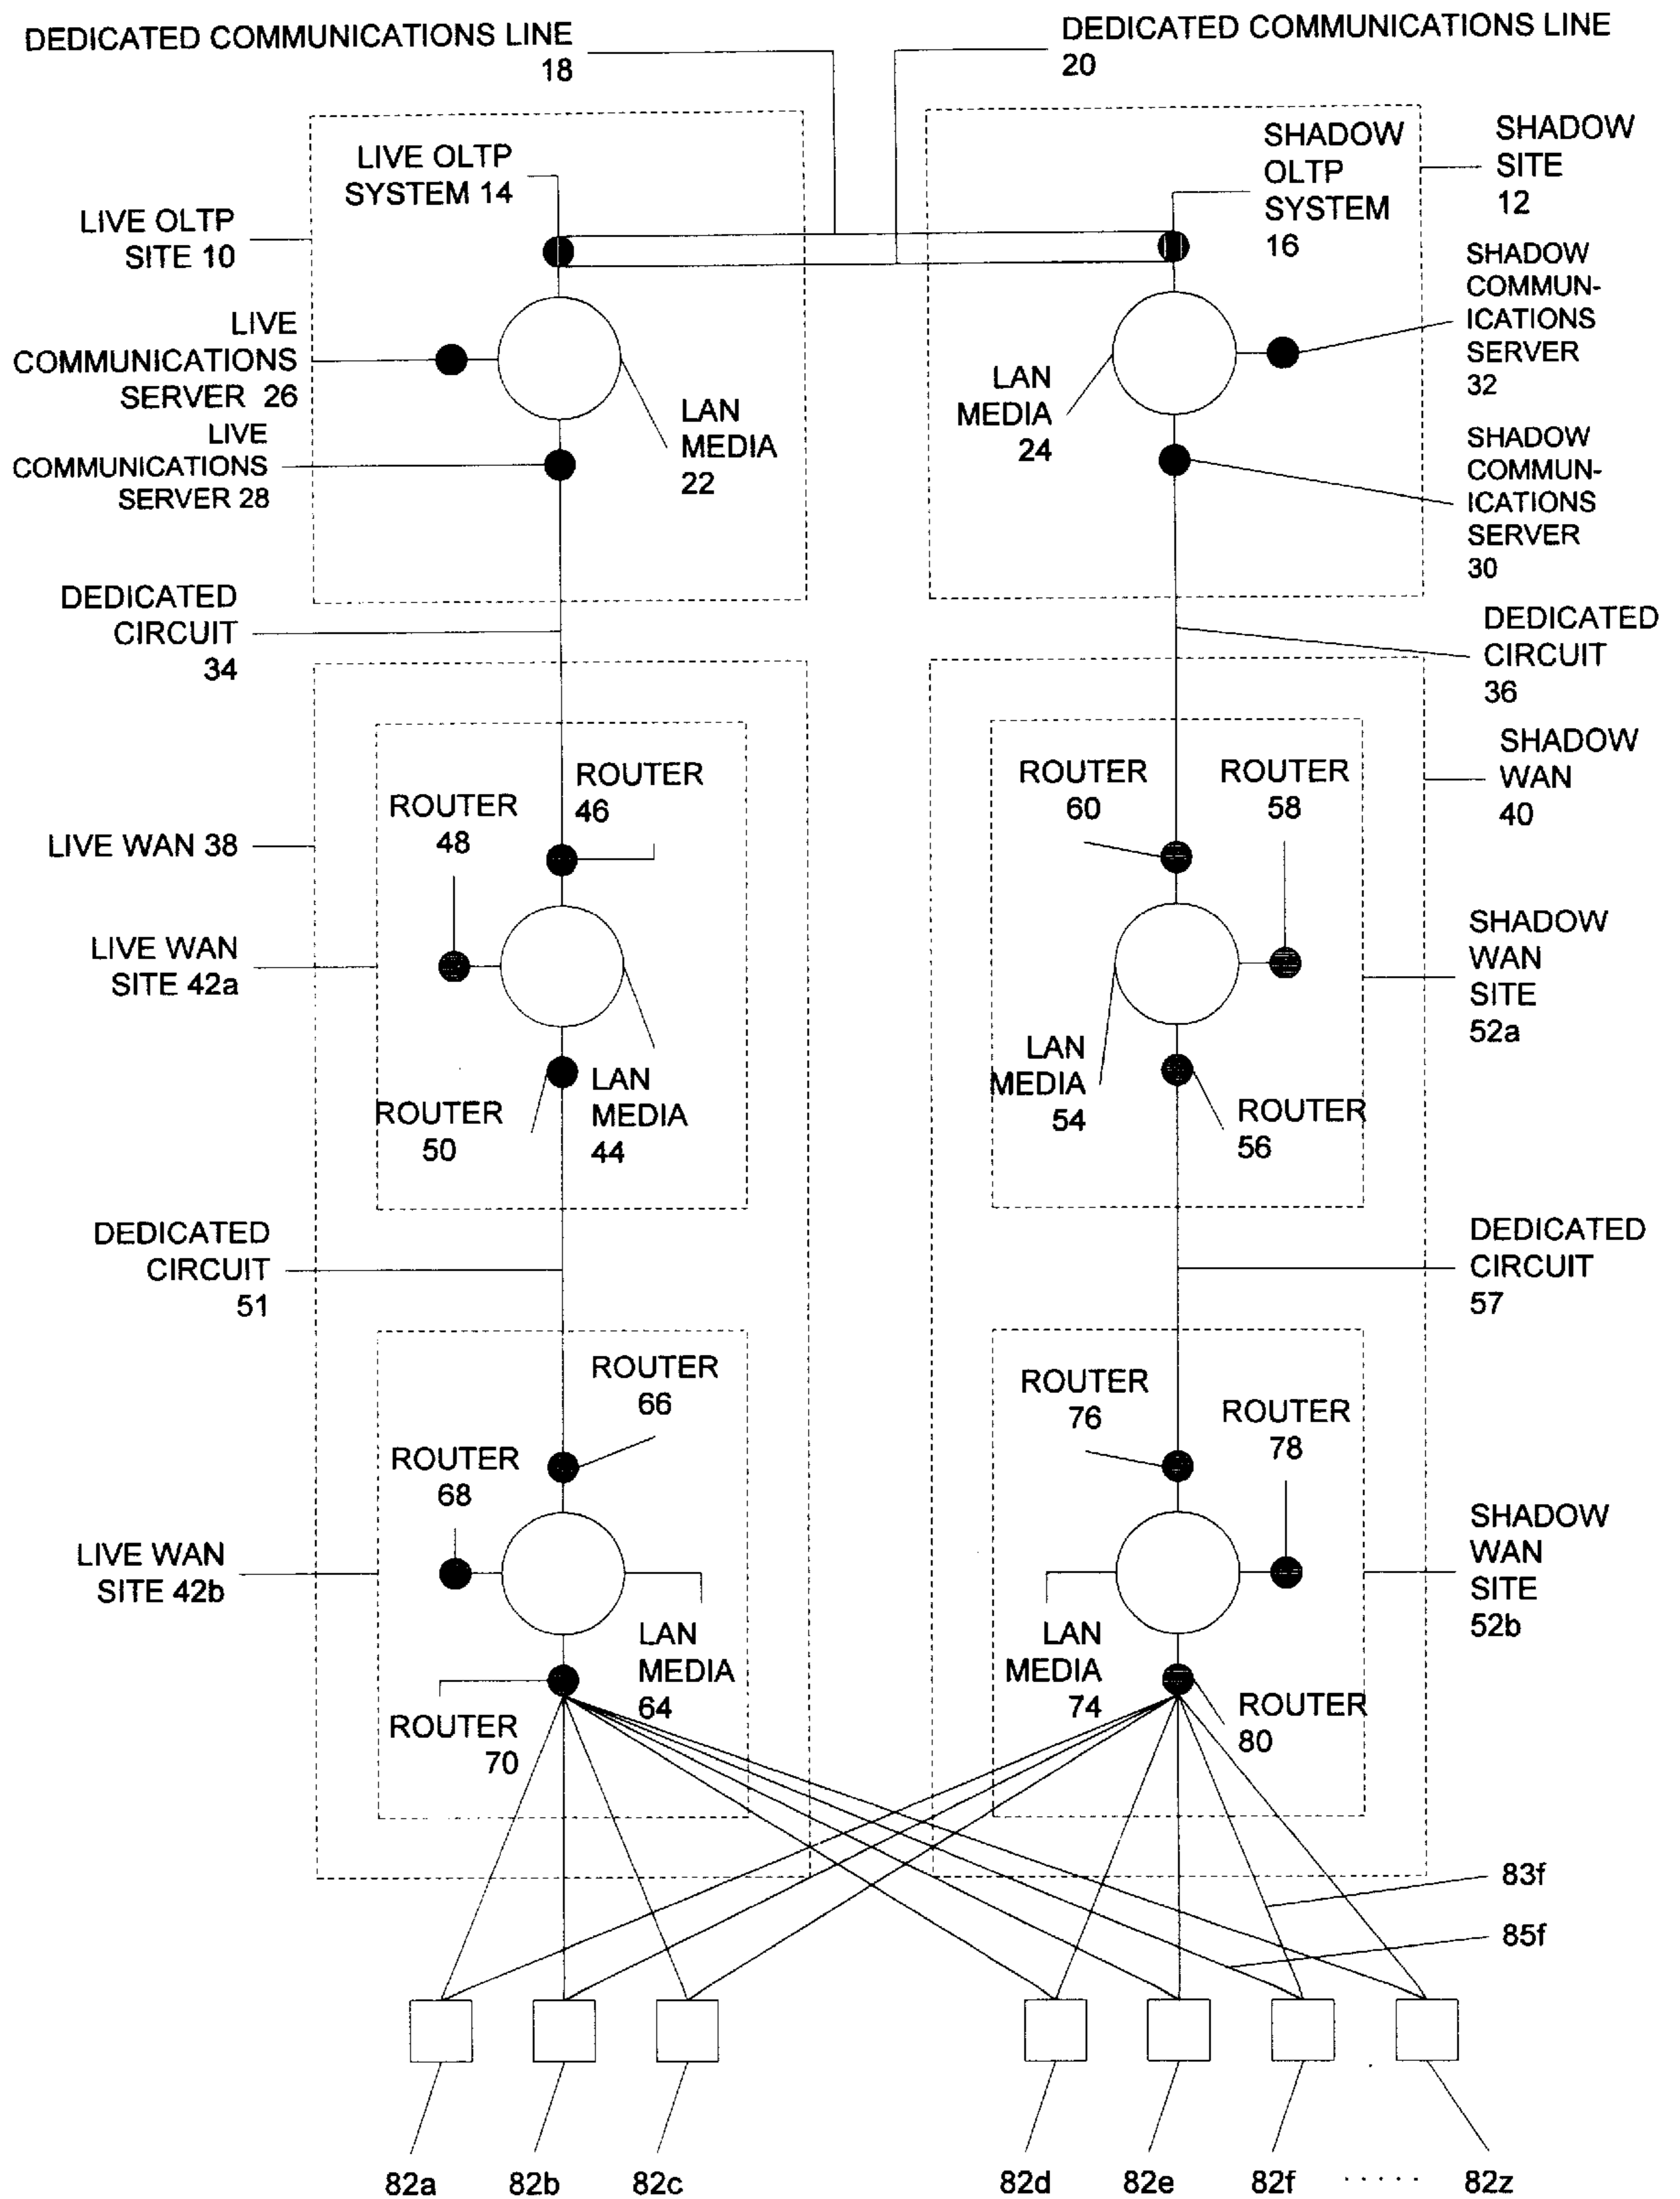 DEDICATED COMMUNICATIONS LINE
18
DEDICATED COMMUNICATIONS LINE
20
LIVE OLTP
SYSTEM 14
SHADOW
OLTP
SYSTEM
16
SHADOW
SITE
12
LIVE OLTP
SITE 10
SHADOW
COMMUN-
ICATIONS
SERVER
32
LIVE
COMMUNICATIONS
SERVER 26
LAN
MEDIA
22
LAN
MEDIA
24
LIVE
COMMUNICATIONS
SERVER 28
SHADOW
COMMUN-
ICATIONS
SERVER
30
DEDICATED
CIRCUIT
34
DEDICATED
CIRCUIT
36
ROUTER
46
ROUTER
48
ROUTER
60
ROUTER
58
SHADOW
WAN
40
LIVE WAN 38
LIVE WAN
SITE 42a
SHADOW
WAN
SITE
52a
ROUTER
50
LAN
MEDIA
44
LAN
MEDIA
54
ROUTER
56
DEDICATED
CIRCUIT
51
DEDICATED
CIRCUIT
57
ROUTER
66
ROUTER
68
ROUTER
76
ROUTER
78
LIVE WAN
SITE 42b
SHADOW
WAN
SITE
52b
LAN
MEDIA
64
ROUTER
70
LAN
MEDIA
74
ROUTER
80
83f
85f
82a
82b
82c
82d
82e
82f
.....
82z